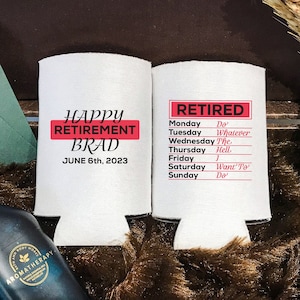 HAPPY
RETIREMENT
BRAD
JUNE 6th, 2023
RETIRED
Monday Do
Tuesday Whatever
Wednesday The
Thursday Hell
Friday I
Saturday Want To
Sunday Do
AROMATHERAPY